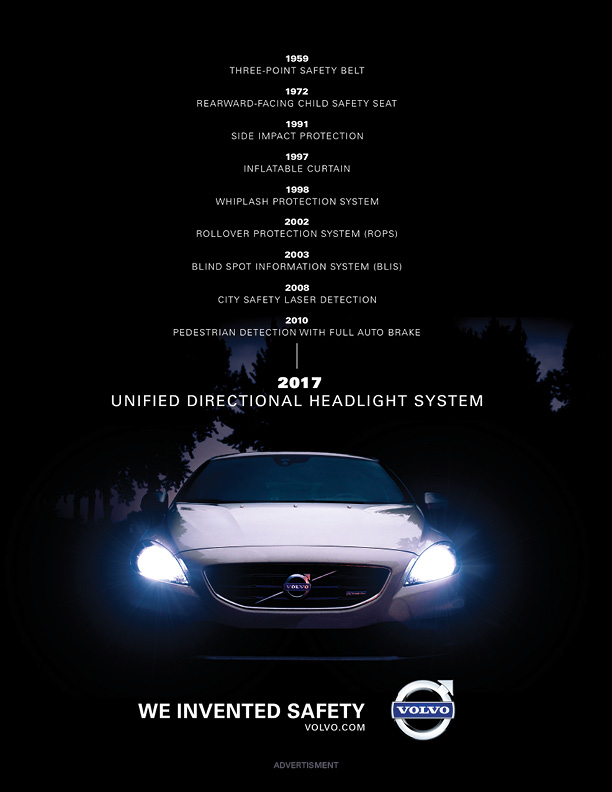 1959
THREE-POINT SAFETY BELT
1972
REARWARD-FACING CHILD SAFETY SEAT
1991
SIDE IMPACT PROTECTION
1997
INFLATABLE CURTAIN
1998
WHIPLASH PROTECTION SYSTEM
2002
ROLLOVER PROTECTION SYSTEM (ROPS)
2003
BLIND SPOT INFORMATION SYSTEM (BLIS)
2008
CITY SAFETY LASER DETECTION
2010
PEDESTRIAN DETECTION WITH FULL AUTO BRAKE
2017
UNIFIED DIRECTIONAL HEADLIGHT SYSTEM
VOLVO
WE INVENTED SAFETY
VOLVO.COM
VOLVO
ADVERTISMENT